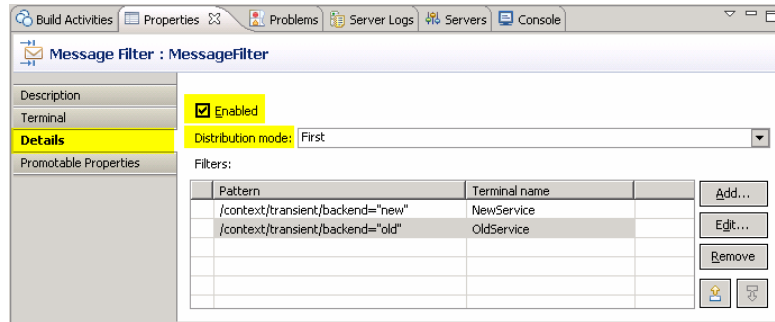 Build Activities Properties Problems Server Logs Servers Console
Message Filter : MessageFilter
Description
Terminal
Details
Promotable Properties
Enabled
Distribution mode: First
Filters:
Pattern Terminal name
/context/transient/backend="new" NewService
/context/transient/backend="old" OldService
Add...
Edit...
Remove